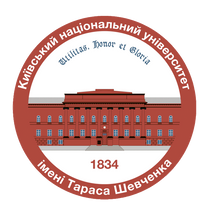 Київський національний університет
Utilitas, Honor et Gloria
1834
імені Тараса Шевченка